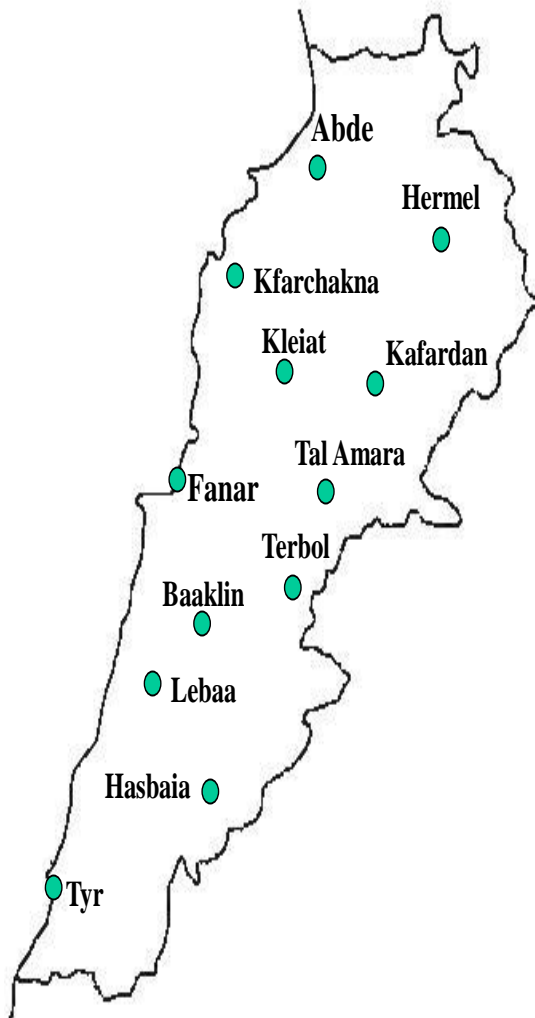 Abde
Hermel
Kfarchakna
Kleiat
Kafardan
Tal Amara
Fanar
Terbol
Baaklin
Lebaa
Hasbaia
Tyr